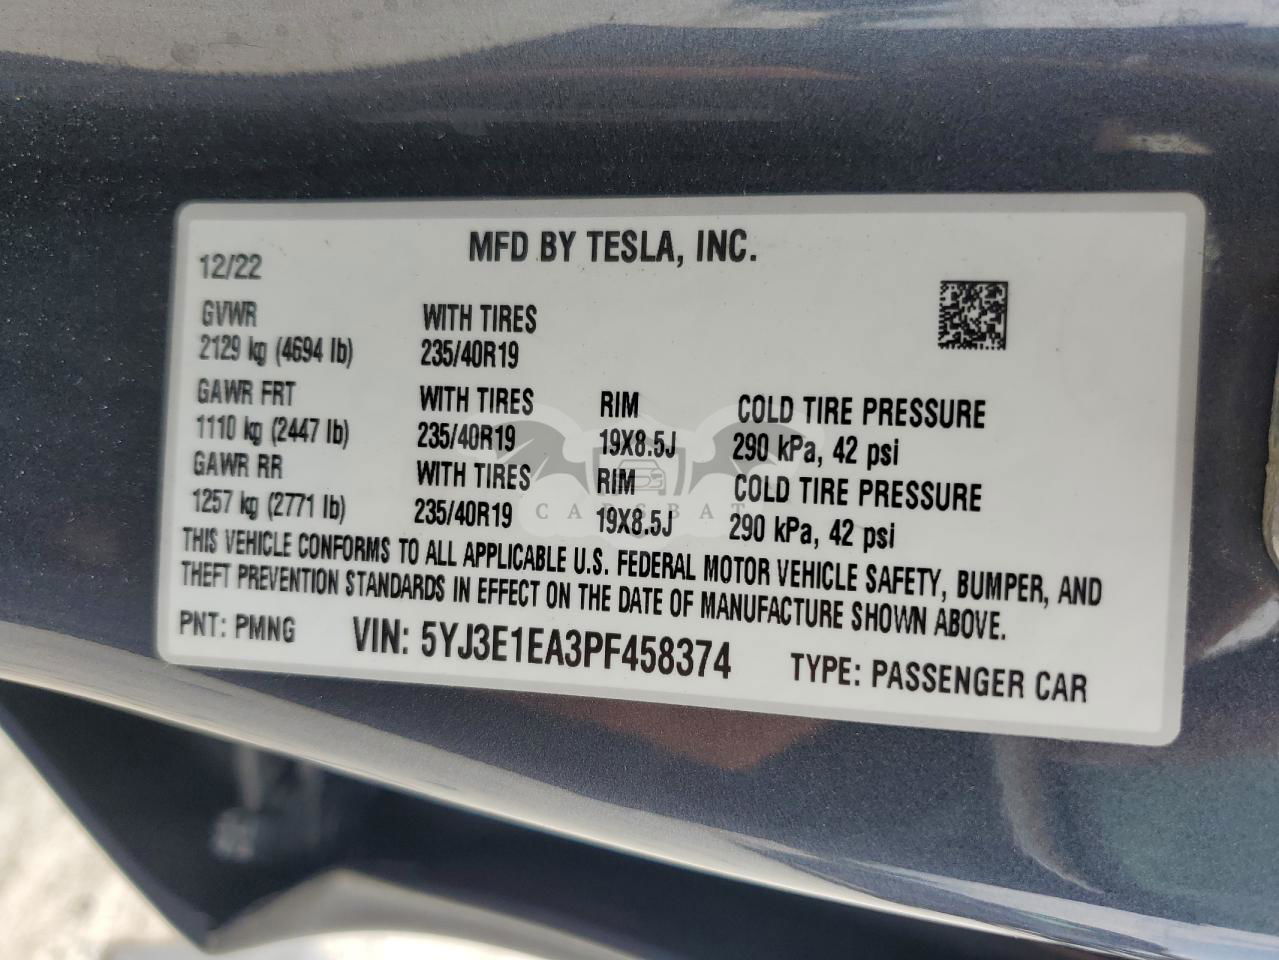 MFD BY TESLA, INC.
12/22
GVWR WITH TIRES
2129 kg (4694 lb) 235/40R19
GAWR FRT WITH TIRES RIM COLD TIRE PRESSURE
1110 kg (2447 lb) 235/40R19 19X8.5J 290 kPa, 42 psi
GAWR RR WITH TIRES RIM COLD TIRE PRESSURE
1257 kg (2771 lb) 235/40R19 19X8.5J 290 kPa, 42 psi
THIS VEHICLE CONFORMS TO ALL APPLICABLE U.S. FEDERAL MOTOR VEHICLE SAFETY, BUMPER, AND
THEFT PREVENTION STANDARDS IN EFFECT ON THE DATE OF MANUFACTURE SHOWN ABOVE.
PNT: PMNG VIN: 5YJ3E1EA3PF458374 TYPE: PASSENGER CAR